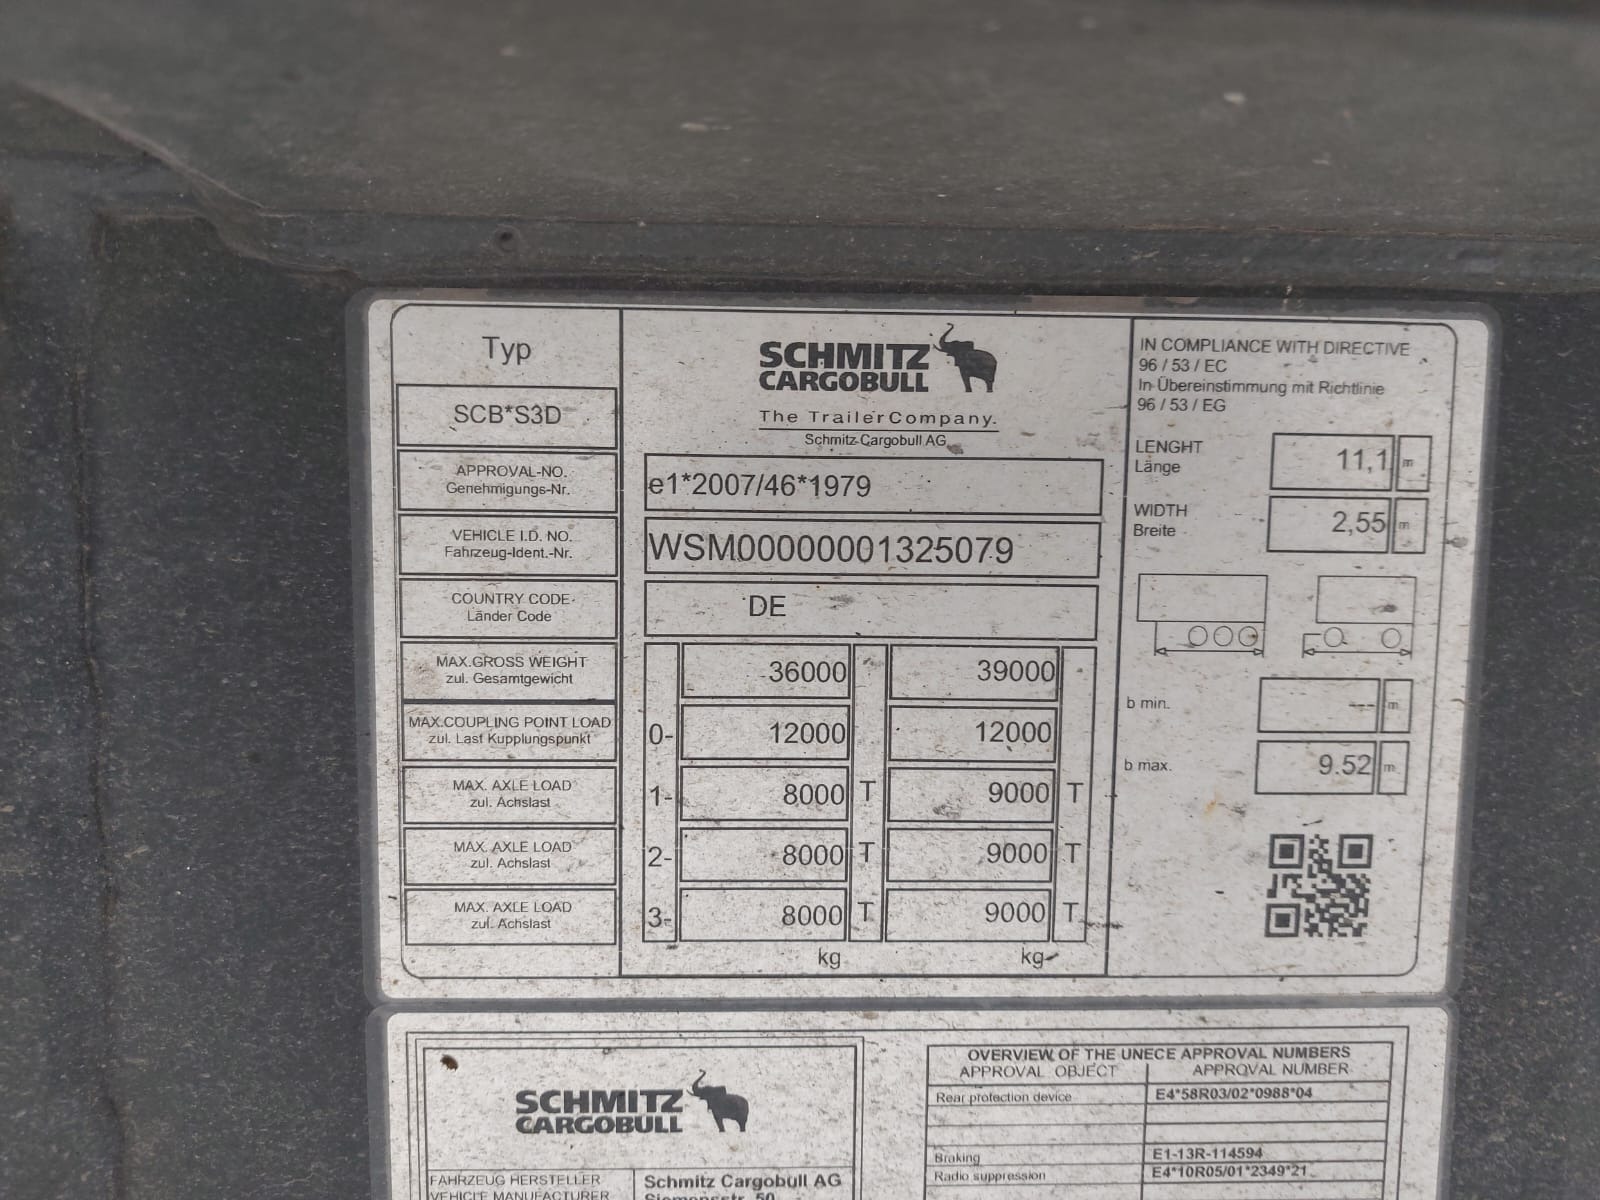 Typ
SCHMITZ
CARGOBULL
The Trailer Company.
Schmitz Cargobull AG
IN COMPLIANCE WITH DIRECTIVE
96 / 53 / EC
In Übereinstimmung mit Richtlinie
96 / 53 / EG
SCB*S3D
APPROVAL-NO.
Genehmigungs-Nr.
e1*2007/46*1979
LENGHT
Länge
11,1 m
VEHICLE I.D. NO.
Fahrzeug-Ident.-Nr.
WSM00000001325079
WIDTH
Breite
2,55 m
COUNTRY CODE
Länder Code
DE
MAX.GROSS WEIGHT
zul. Gesamtgewicht
36000 39000
MAX.COUPLING POINT LOAD
zul. Last Kupplungspunkt
0- 12000 12000
b min. --- m
MAX. AXLE LOAD
zul. Achslast
1- 8000 T 9000 T
b max. 9.52 m
MAX. AXLE LOAD
zul. Achslast
2- 8000 T 9000 T
MAX. AXLE LOAD
zul. Achslast
3- 8000 T 9000 T
kg kg
SCHMITZ
CARGOBULL
FAHRZEUG HERSTELLER
VEHICLE MANUFACTURER
Schmitz Cargobull AG
Siemensstr. 50
OVERVIEW OF THE UNECE APPROVAL NUMBERS
APPROVAL OBJECT APPROVAL NUMBER
Rear protection device E4*58R03/02*0988*04
Braking E1-13R-114594
Radio suppression E4*10R05/01*2349*21